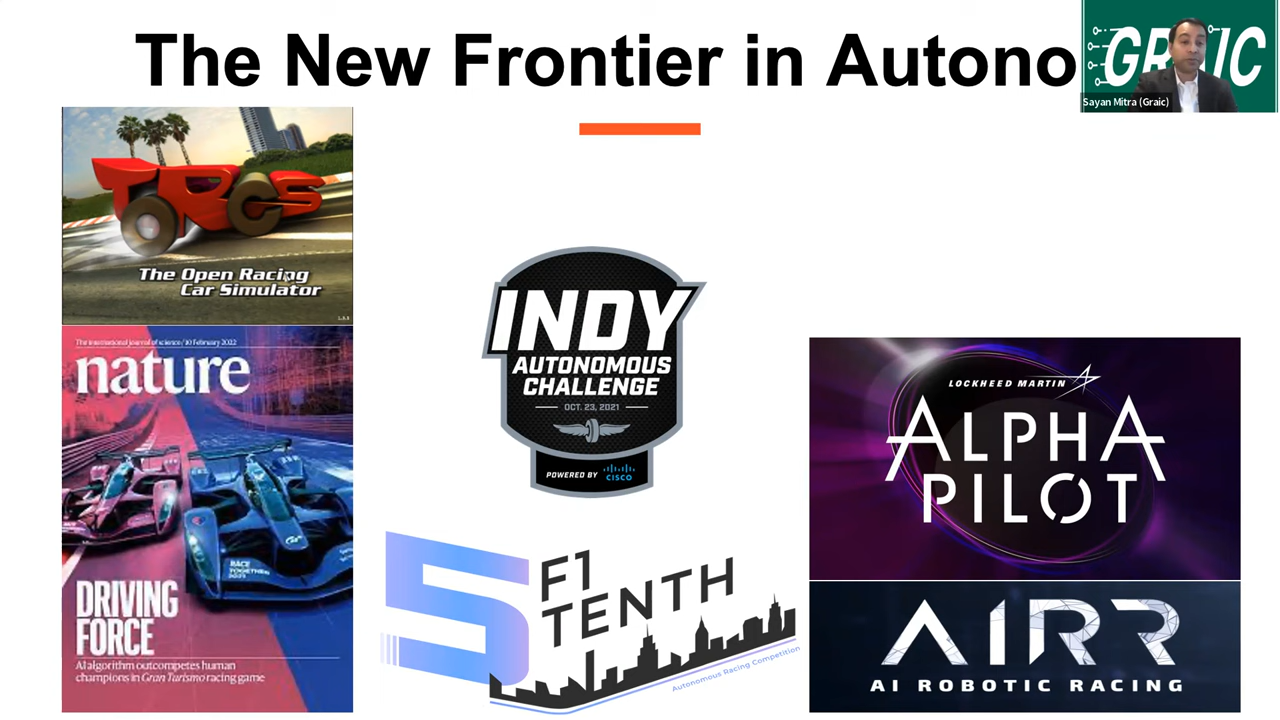 The New Frontier in Autono
GRAIC
Sayan Mitra (Graic)
TORCS
The Open Racing
Car Simulator
The international journal of science / 10 February 2022
nature
RACE
TOGETHER
DRIVING
FORCE
AI algorithm outcompetes human
champions in Gran Turismo racing game
INDY
AUTONOMOUS
CHALLENGE
OCT. 23, 2021
POWERED BY CISCO
5
F1
TENTH
Autonomous Racing Competition
LOCKHEED MARTIN
ALPHA
PILOT
AIRR
AI ROBOTIC RACING